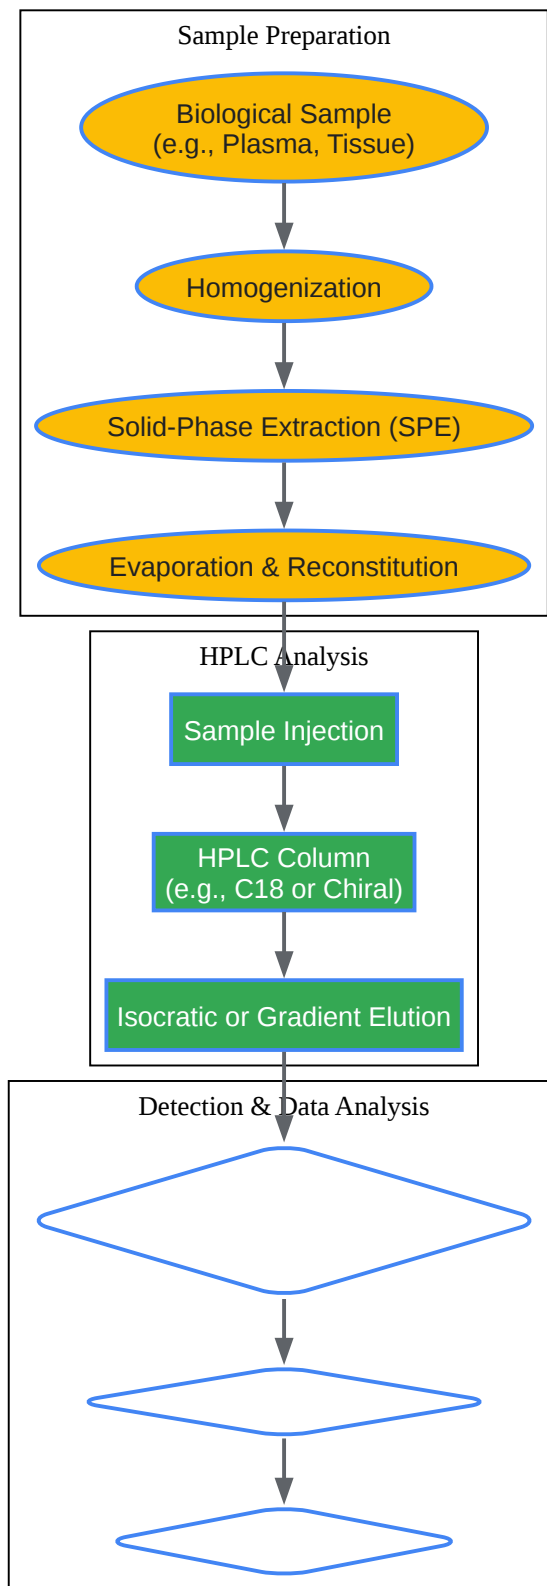 Sample Preparation
Biological Sample
(e.g., Plasma, Tissue)
Homogenization
Solid-Phase Extraction (SPE)
Evaporation & Reconstitution
HPLC Analysis
Sample Injection
HPLC Column
(e.g., C18 or Chiral)
Isocratic or Gradient Elution
Detection & Data Analysis